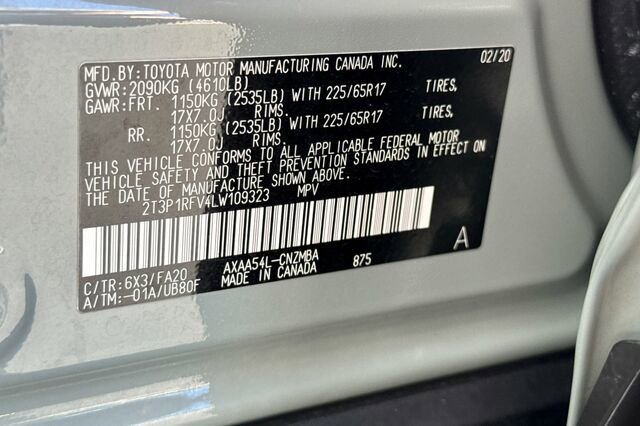 MFD.BY:TOYOTA MOTOR MANUFACTURING CANADA INC. 02/20
GVWR:2090KG (4610LB)
GAWR:FRT. 1150KG (2535LB) WITH 225/65R17 TIRES,
17X7.0J RIMS.
RR. 1150KG (2535LB) WITH 225/65R17 TIRES,
17X7.0J RIMS.
THIS VEHICLE CONFORMS TO ALL APPLICABLE FEDERAL MOTOR
VEHICLE SAFETY AND THEFT PREVENTION STANDARDS IN EFFECT ON
THE DATE OF MANUFACTURE SHOWN ABOVE.
2T3P1RFV4LW109323 MPV
A
C/TR:6X3/FA20 AXAA54L-CNZMBA 875
A/TM:-01A/UB80F MADE IN CANADA